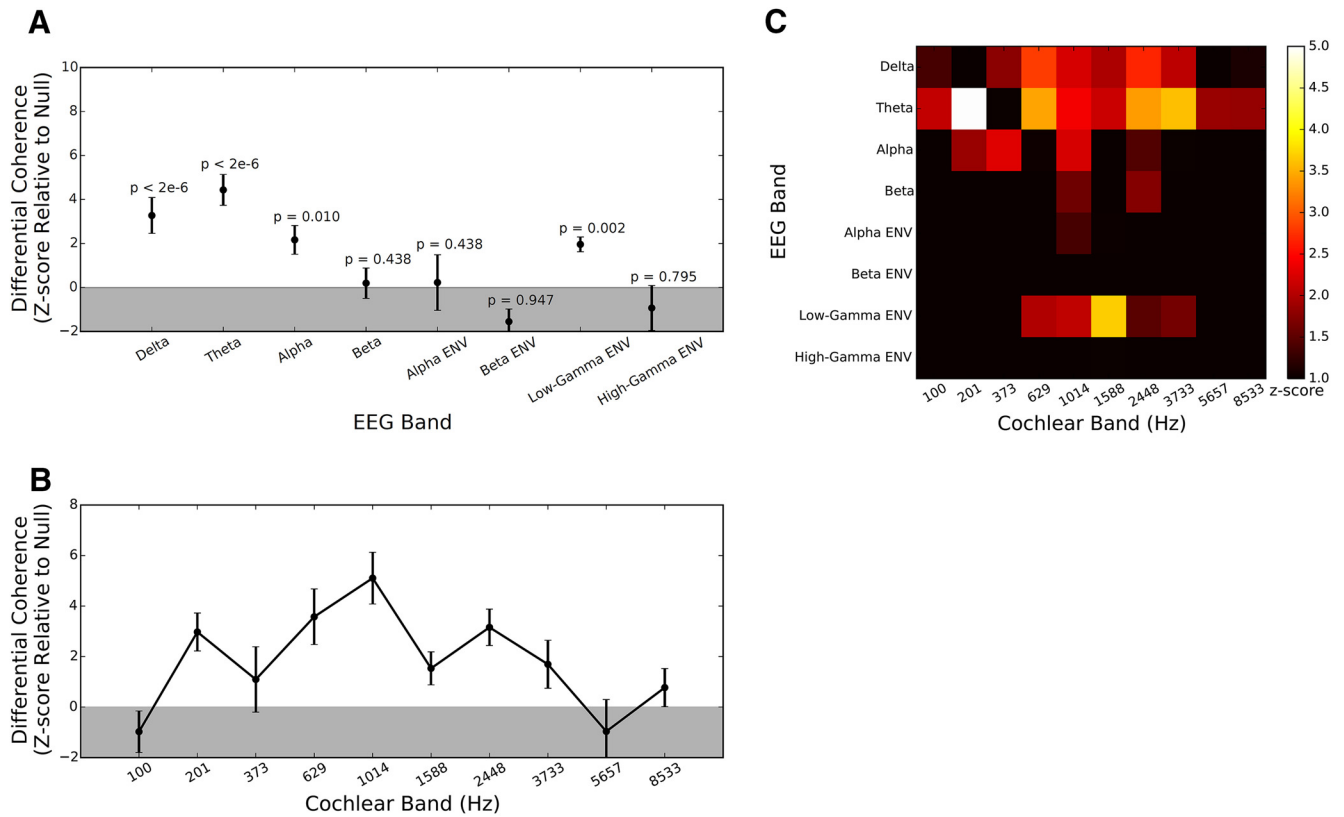 A
Differential Coherence
(Z-score Relative to Null)
10
8
6
4
2
0
−2
p < 2e-6
p < 2e-6
p = 0.010
p = 0.438
p = 0.438
p = 0.947
p = 0.002
p = 0.795
Delta
Theta
Alpha
Beta
Alpha ENV
Beta ENV
Low-Gamma ENV
High-Gamma ENV
EEG Band
B
Differential Coherence
(Z-score Relative to Null)
8
6
4
2
0
−2
100
201
373
629
1014
1588
2448
3733
5657
8533
Cochlear Band (Hz)
C
EEG Band
Delta
Theta
Alpha
Beta
Alpha ENV
Beta ENV
Low-Gamma ENV
High-Gamma ENV
100
201
373
629
1014
1588
2448
3733
5657
8533
Cochlear Band (Hz)
5.0
4.5
4.0
3.5
3.0
2.5
2.0
1.5
1.0
z-score